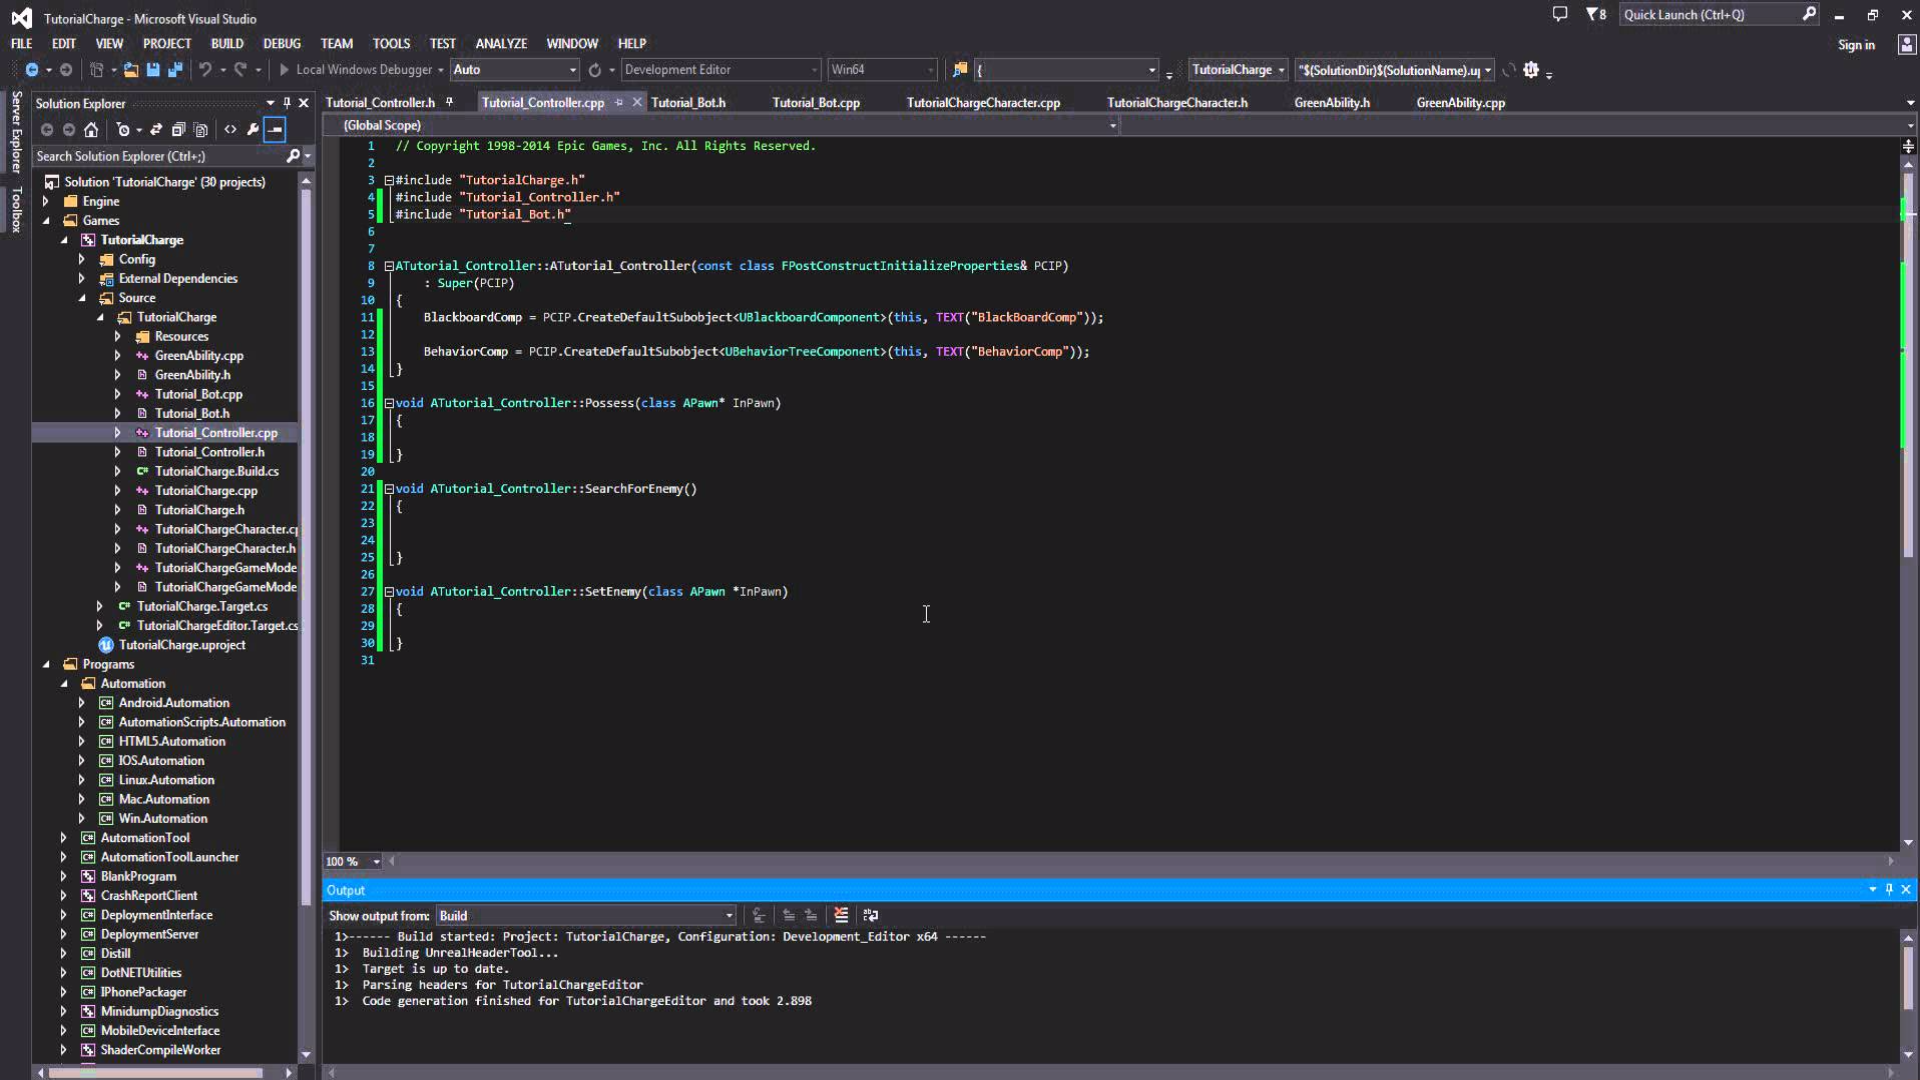 TutorialCharge - Microsoft Visual Studio
8
Quick Launch (Ctrl+Q)
FILE EDIT VIEW PROJECT BUILD DEBUG TEAM TOOLS TEST ANALYZE WINDOW HELP
Sign in
Local Windows Debugger Auto Development Editor Win64 { TutorialCharge "$(SolutionDir)$(SolutionName).u
Server Explorer
Toolbox
Solution Explorer
Search Solution Explorer (Ctrl+;)
Solution 'TutorialCharge' (30 projects)
Engine
Games
TutorialCharge
Config
External Dependencies
Source
TutorialCharge
Resources
GreenAbility.cpp
GreenAbility.h
Tutorial_Bot.cpp
Tutorial_Bot.h
Tutorial_Controller.cpp
Tutorial_Controller.h
TutorialCharge.Build.cs
TutorialCharge.cpp
TutorialCharge.h
TutorialChargeCharacter.c
TutorialChargeCharacter.h
TutorialChargeGameMode
TutorialChargeGameMode
TutorialCharge.Target.cs
TutorialChargeEditor.Target.cs
TutorialCharge.uproject
Programs
Automation
Android.Automation
AutomationScripts.Automation
HTML5.Automation
IOS.Automation
Linux.Automation
Mac.Automation
Win.Automation
AutomationTool
AutomationToolLauncher
BlankProgram
CrashReportClient
DeploymentInterface
DeploymentServer
Distill
DotNETUtilities
IPhonePackager
MinidumpDiagnostics
MobileDeviceInterface
ShaderCompileWorker
Tutorial_Controller.h Tutorial_Controller.cpp Tutorial_Bot.h Tutorial_Bot.cpp TutorialChargeCharacter.cpp TutorialChargeCharacter.h GreenAbility.h GreenAbility.cpp
(Global Scope)
1 // Copyright 1998-2014 Epic Games, Inc. All Rights Reserved.
2
3 #include "TutorialCharge.h"
4 #include "Tutorial_Controller.h"
5 #include "Tutorial_Bot.h"
6
7
8 ATutorial_Controller::ATutorial_Controller(const class FPostConstructInitializeProperties& PCIP)
9 : Super(PCIP)
10 {
11 BlackboardComp = PCIP.CreateDefaultSubobject<UBlackboardComponent>(this, TEXT("BlackBoardComp"));
12
13 BehaviorComp = PCIP.CreateDefaultSubobject<UBehaviorTreeComponent>(this, TEXT("BehaviorComp"));
14 }
15
16 void ATutorial_Controller::Possess(class APawn* InPawn)
17 {
18
19 }
20
21 void ATutorial_Controller::SearchForEnemy()
22 {
23
24
25 }
26
27 void ATutorial_Controller::SetEnemy(class APawn *InPawn)
28 {
29
30 }
31
100 %
Output
Show output from: Build
1>------ Build started: Project: TutorialCharge, Configuration: Development_Editor x64 ------
1> Building UnrealHeaderTool...
1> Target is up to date.
1> Parsing headers for TutorialChargeEditor
1> Code generation finished for TutorialChargeEditor and took 2.898